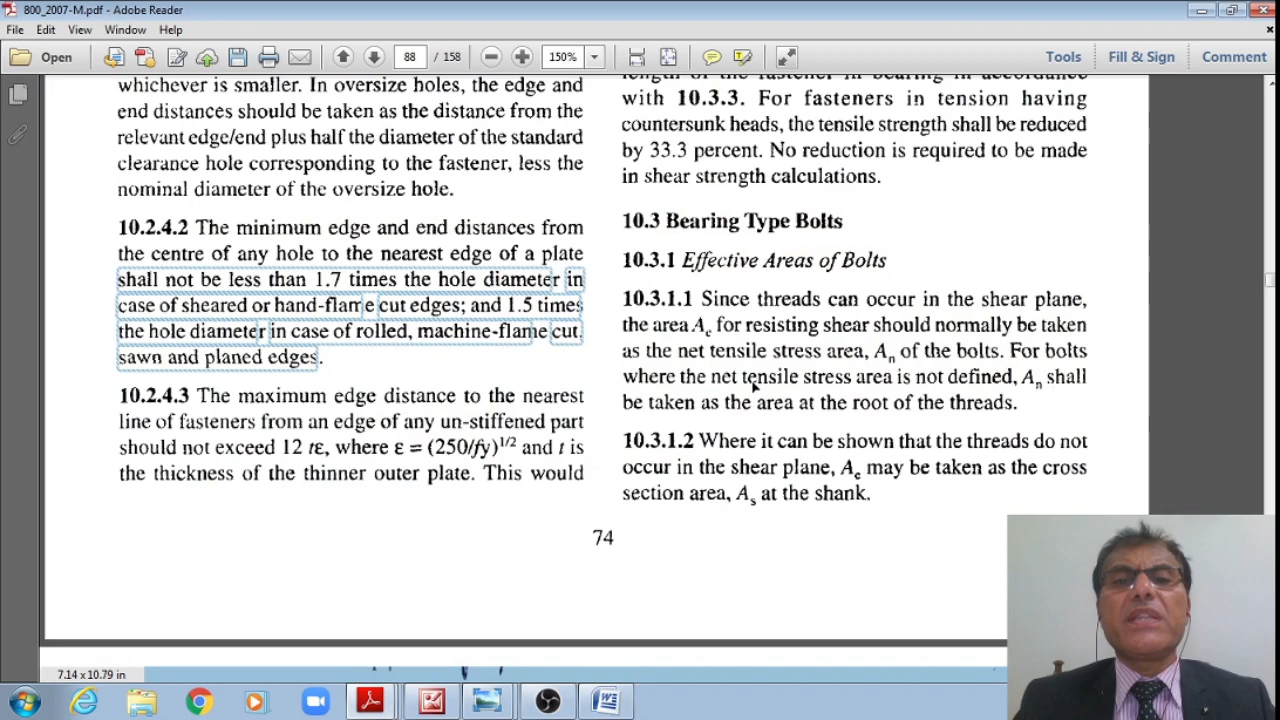 800_2007-M.pdf - Adobe Reader
File Edit View Window Help
Open 88 / 158 150% Tools Fill & Sign Comment
whichever is smaller. In oversize holes, the edge and
end distances should be taken as the distance from the
relevant edge/end plus half the diameter of the standard
clearance hole corresponding to the fastener, less the
nominal diameter of the oversize hole.
10.2.4.2 The minimum edge and end distances from
the centre of any hole to the nearest edge of a plate
shall not be less than 1.7 times the hole diameter in
case of sheared or hand-flame cut edges; and 1.5 times
the hole diameter in case of rolled, machine-flame cut,
sawn and planed edges.
10.2.4.3 The maximum edge distance to the nearest
line of fasteners from an edge of any un-stiffened part
should not exceed 12 tε, where ε = (250/fy)^1/2 and t is
the thickness of the thinner outer plate. This would
length of the fastener in bearing in accordance
with 10.3.3. For fasteners in tension having
countersunk heads, the tensile strength shall be reduced
by 33.3 percent. No reduction is required to be made
in shear strength calculations.
10.3 Bearing Type Bolts
10.3.1 Effective Areas of Bolts
10.3.1.1 Since threads can occur in the shear plane,
the area Ac for resisting shear should normally be taken
as the net tensile stress area, An of the bolts. For bolts
where the net tensile stress area is not defined, An shall
be taken as the area at the root of the threads.
10.3.1.2 Where it can be shown that the threads do not
occur in the shear plane, Ac may be taken as the cross
section area, As at the shank.
74
7.14 x 10.79 in